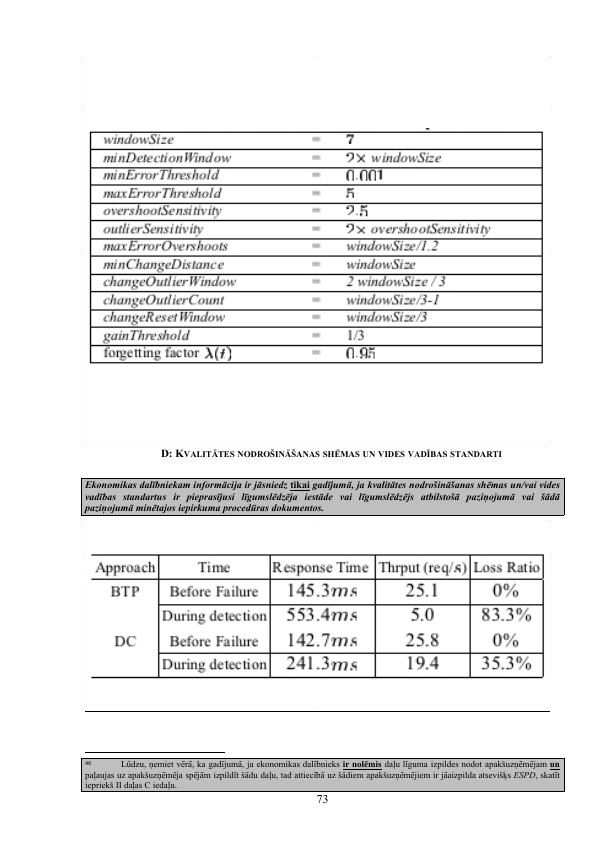 windowSize = 7
minDetectionWindow = 2× windowSize
minErrorThreshold = 0.001
maxErrorThreshold = 5
overshootSensitivity = 2.5
outlierSensitivity = 2× overshootSensitivity
maxErrorOvershoots = windowSize/1.2
minChangeDistance = windowSize
changeOutlierWindow = 2 windowSize / 3
changeOutlierCount = windowSize/3-1
changeResetWindow = windowSize/3
gainThreshold = 1/3
forgetting factor λ(t) = 0.95
D: KVALITĀTES NODROŠINĀŠANAS SHĒMAS UN VIDES VADĪBAS STANDARTI
Ekonomikas dalībniekam informācija ir jāsniedz tikai gadījumā, ja kvalitātes nodrošināšanas shēmas un/vai vides
vadības standartus ir pieprasījusi līgumslēdzēja iestāde vai līgumslēdzējs atbilstošā paziņojumā vai šādā
paziņojumā minētajos iepirkuma procedūras dokumentos.
Approach Time Response Time Thrput (req/s) Loss Ratio
BTP Before Failure 145.3ms 25.1 0%
During detection 553.4ms 5.0 83.3%
DC Before Failure 142.7ms 25.8 0%
During detection 241.3ms 19.4 35.3%
48 Lūdzu, ņemiet vērā, ka gadījumā, ja ekonomikas dalībnieks ir nolēmis daļu līguma izpildes nodot apakšuzņēmējam un
paļaujas uz apakšuzņēmēja spējām izpildīt šādu daļu, tad attiecībā uz šādiem apakšuzņēmējiem ir jāaizpilda atsevišķs ESPD, skatīt
iepriekš II daļas C iedaļu.
73